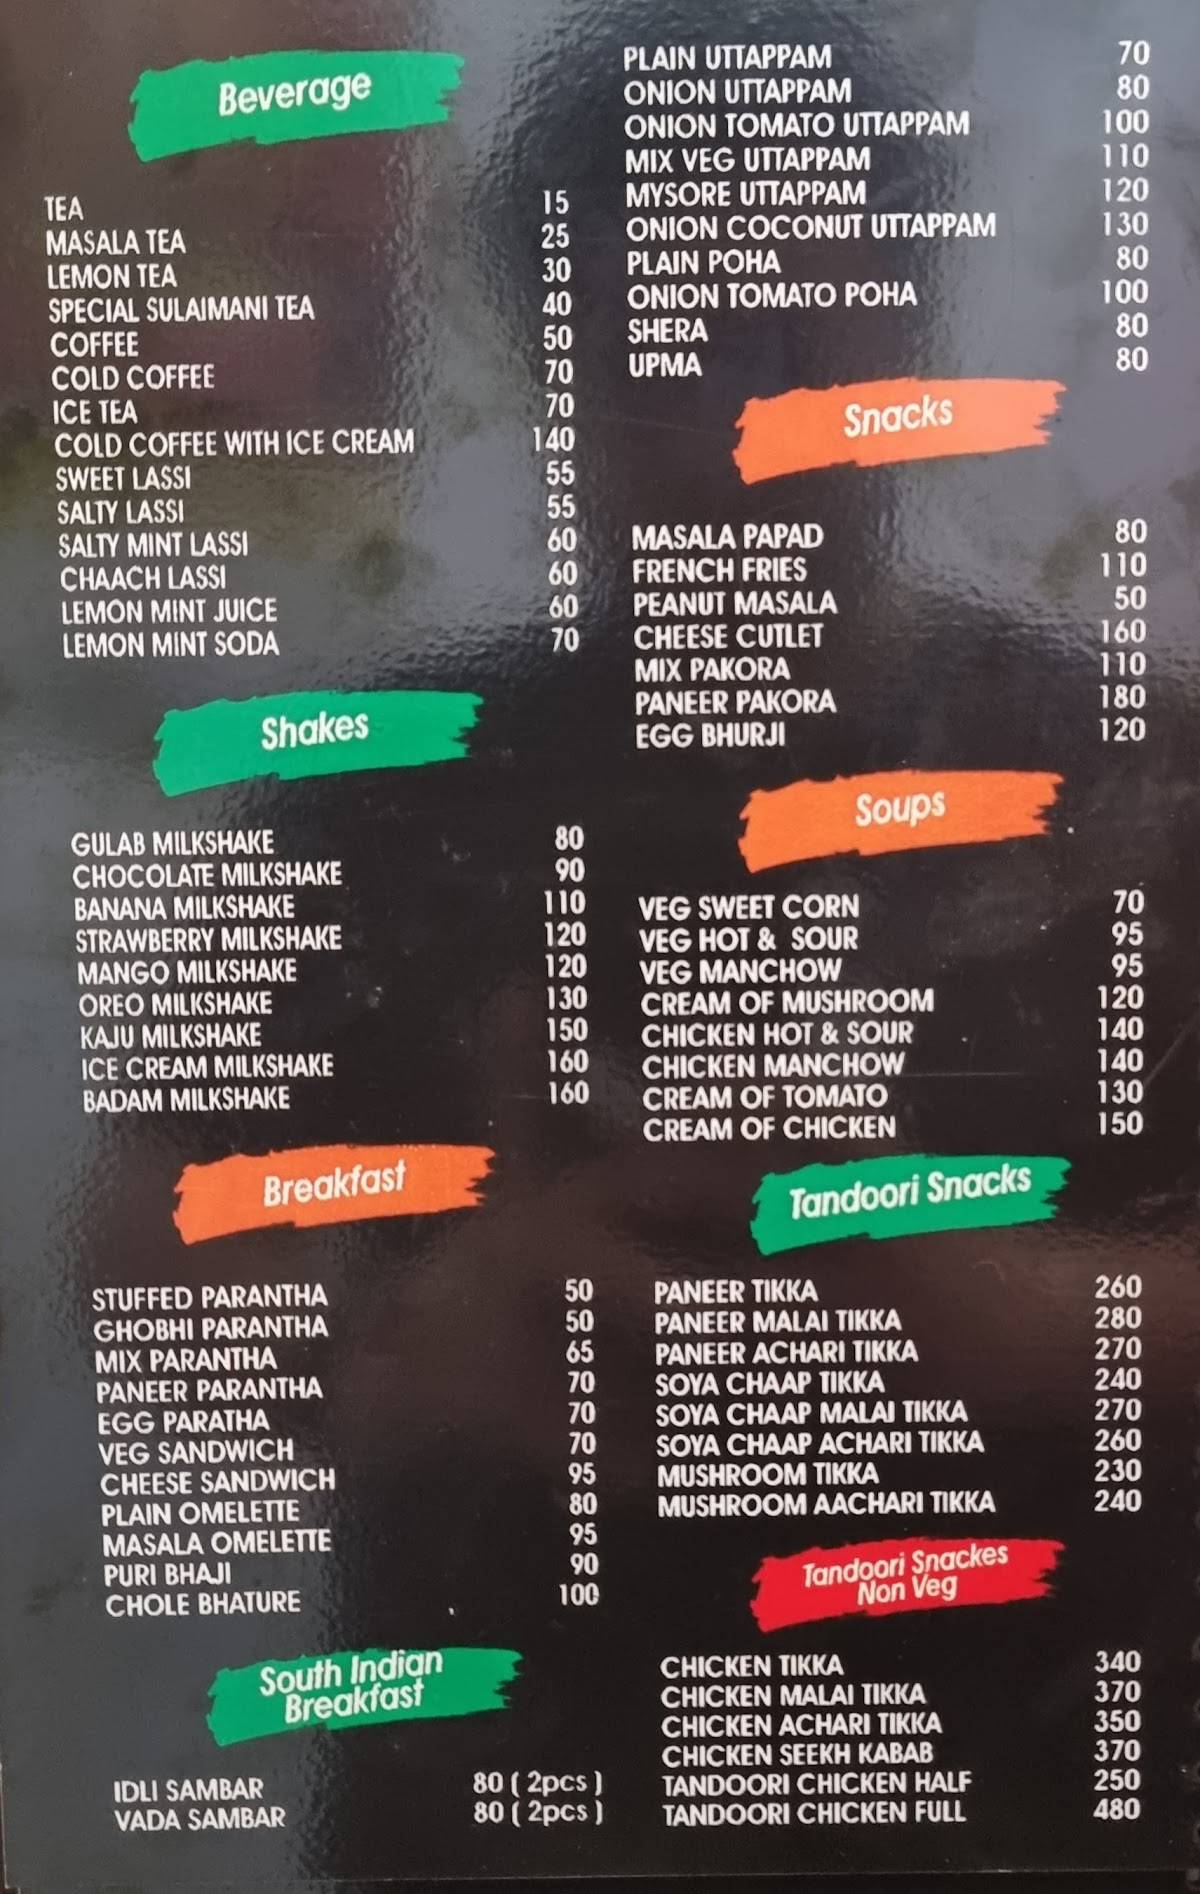 Beverage
TEA 15
MASALA TEA 25
LEMON TEA 30
SPECIAL SULAIMANI TEA 40
COFFEE 50
COLD COFFEE 70
ICE TEA 70
COLD COFFEE WITH ICE CREAM 140
SWEET LASSI 55
SALTY LASSI 55
SALTY MINT LASSI 60
CHAACH LASSI 60
LEMON MINT JUICE 60
LEMON MINT SODA 70
Shakes
GULAB MILKSHAKE 80
CHOCOLATE MILKSHAKE 90
BANANA MILKSHAKE 110
STRAWBERRY MILKSHAKE 120
MANGO MILKSHAKE 120
OREO MILKSHAKE 130
KAJU MILKSHAKE 150
ICE CREAM MILKSHAKE 160
BADAM MILKSHAKE 160
Breakfast
STUFFED PARANTHA 50
GHOBHI PARANTHA 50
MIX PARANTHA 65
PANEER PARANTHA 70
EGG PARATHA 70
VEG SANDWICH 70
CHEESE SANDWICH 95
PLAIN OMELETTE 80
MASALA OMELETTE 95
PURI BHAJI 90
CHOLE BHATURE 100
South Indian
Breakfast
IDLI SAMBAR 80 ( 2pcs )
VADA SAMBAR 80 ( 2pcs )
PLAIN UTTAPPAM 70
ONION UTTAPPAM 80
ONION TOMATO UTTAPPAM 100
MIX VEG UTTAPPAM 110
MYSORE UTTAPPAM 120
ONION COCONUT UTTAPPAM 130
PLAIN POHA 80
ONION TOMATO POHA 100
SHERA 80
UPMA 80
Snacks
MASALA PAPAD 80
FRENCH FRIES 110
PEANUT MASALA 50
CHEESE CUTLET 160
MIX PAKORA 110
PANEER PAKORA 180
EGG BHURJI 120
Soups
VEG SWEET CORN 70
VEG HOT & SOUR 95
VEG MANCHOW 95
CREAM OF MUSHROOM 120
CHICKEN HOT & SOUR 140
CHICKEN MANCHOW 140
CREAM OF TOMATO 130
CREAM OF CHICKEN 150
Tandoori Snacks
PANEER TIKKA 260
PANEER MALAI TIKKA 280
PANEER ACHARI TIKKA 270
SOYA CHAAP TIKKA 240
SOYA CHAAP MALAI TIKKA 270
SOYA CHAAP ACHARI TIKKA 260
MUSHROOM TIKKA 230
MUSHROOM AACHARI TIKKA 240
Tandoori Snackes
Non Veg
CHICKEN TIKKA 340
CHICKEN MALAI TIKKA 370
CHICKEN ACHARI TIKKA 350
CHICKEN SEEKH KABAB 370
TANDOORI CHICKEN HALF 250
TANDOORI CHICKEN FULL 480